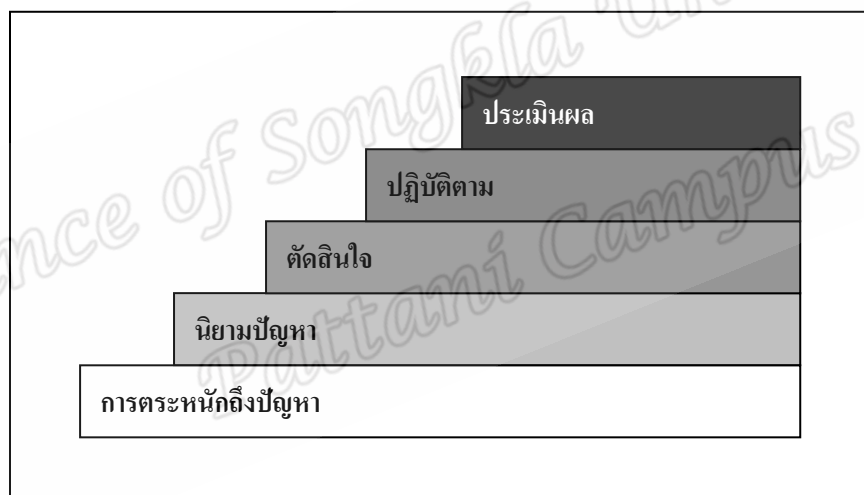 nce of Songkla Un
ประเมินผล
ปฏิบัติตาม
ตัดสินใจ
นิยามปัญหา
การตระหนักถึงปัญหา
Pattani Campus